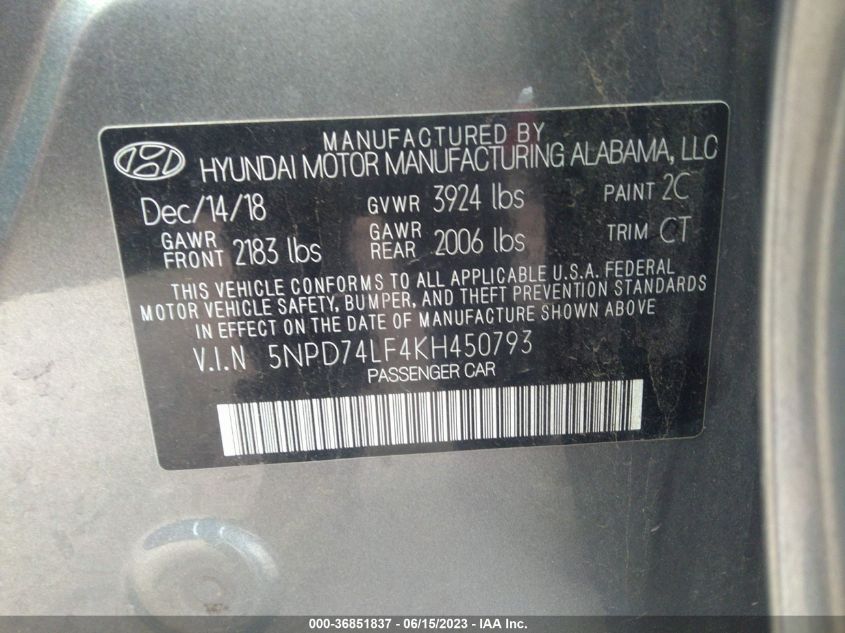 MANUFACTURED BY
HYUNDAI MOTOR MANUFACTURING ALABAMA, LLC
Dec/14/18 GVWR 3924 lbs PAINT 2C
GAWR FRONT 2183 lbs GAWR REAR 2006 lbs TRIM CT
THIS VEHICLE CONFORMS TO ALL APPLICABLE U.S.A. FEDERAL
MOTOR VEHICLE SAFETY, BUMPER, AND THEFT PREVENTION STANDARDS
IN EFFECT ON THE DATE OF MANUFACTURE SHOWN ABOVE
V.I.N 5NPD74LF4KH450793
PASSENGER CAR
000-36851837 - 06/15/2023 - IAA Inc.